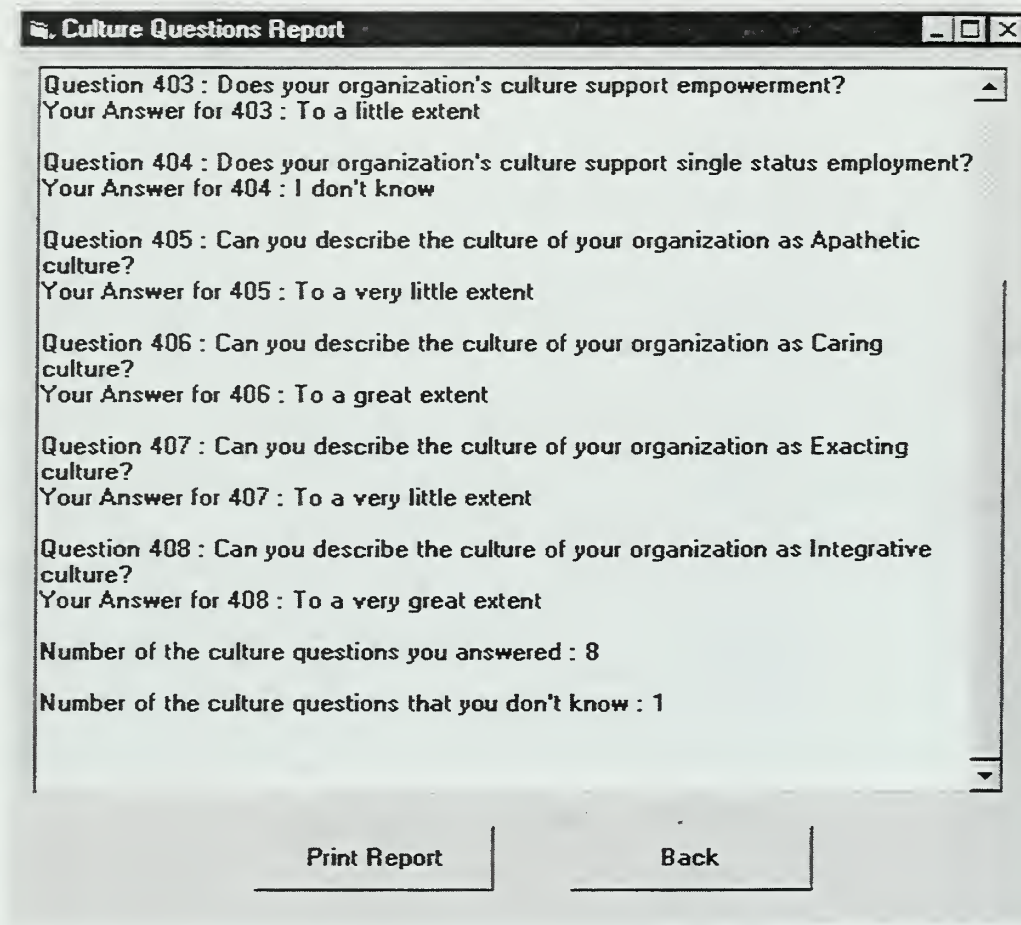 Culture Questions Report
Question 403 : Does your organization's culture support empowerment?
Your Answer for 403 : To a little extent
Question 404 : Does your organization's culture support single status employment?
Your Answer for 404 : I don't know
Question 405 : Can you describe the culture of your organization as Apathetic
culture?
Your Answer for 405 : To a very little extent
Question 406 : Can you describe the culture of your organization as Caring
culture?
Your Answer for 406 : To a great extent
Question 407 : Can you describe the culture of your organization as Exacting
culture?
Your Answer for 407 : To a very little extent
Question 408 : Can you describe the culture of your organization as Integrative
culture?
Your Answer for 408 : To a very great extent
Number of the culture questions you answered : 8
Number of the culture questions that you don't know : 1
Print Report Back